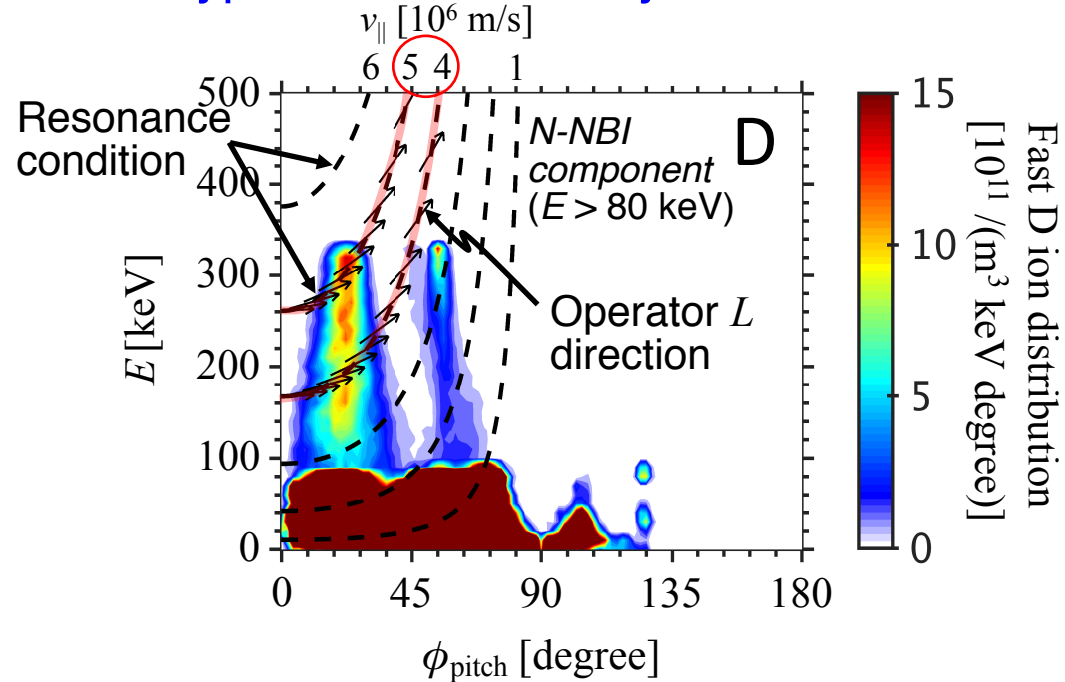 v|| [10⁶ m/s]
6 5 4 1
500
400
300
200
100
0
E [keV]
Resonance
condition
N-NBI
component
(E > 80 keV)
D
Operator L
direction
0 45 90 135 180
ϕpitch [degree]
15
10
5
0
Fast D ion distribution
[10¹¹ /(m³ keV degree)]